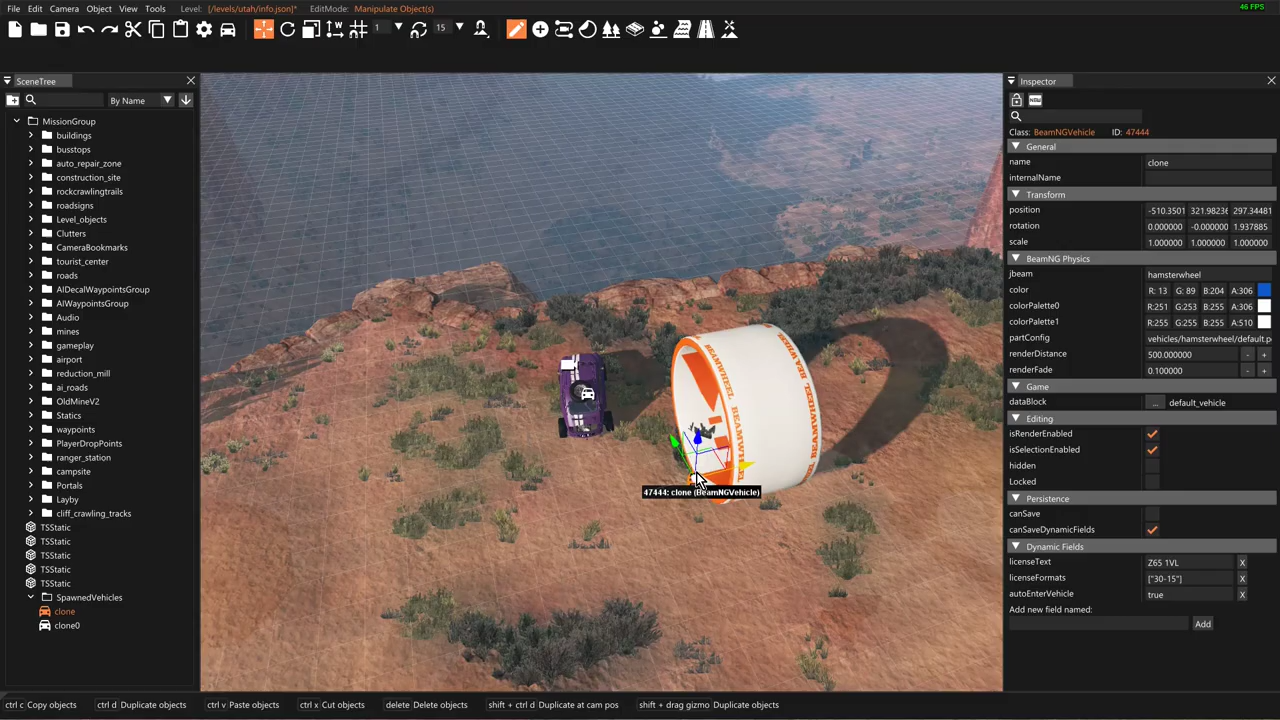 File Edit Camera Object View Tools Level: [/levels/utah/info.json]* EditMode: Manipulate Object(s) 46 FPS
1 15
SceneTree
By Name
MissionGroup
buildings
busstops
auto_repair_zone
construction_site
rockcrawlingtrails
roadsigns
Level_objects
Clutters
CameraBookmarks
tourist_center
roads
AIDecalWaypointsGroup
AIWaypointsGroup
Audio
mines
gameplay
airport
reduction_mill
ai_roads
OldMineV2
Statics
waypoints
PlayerDropPoints
ranger_station
campsite
Portals
Layby
cliff_crawling_tracks
TSStatic
TSStatic
TSStatic
TSStatic
TSStatic
SpawnedVehicles
clone
clone0
BEAMWHEEL
BEAMWHEEL
BEAMWHEEL
47444: clone (BeamNGVehicle)
Inspector
Class: BeamNGVehicle ID: 47444
General
name clone
internalName
Transform
position -510.3501 321.98236 297.34481
rotation 0.000000 -0.000000 1.937885
scale 1.000000 1.000000 1.000000
BeamNG Physics
jbeam hamsterwheel
color R: 13 G: 89 B:204 A:306
colorPalette0 R:251 G:253 B:255 A:306
colorPalette1 R:255 G:255 B:255 A:510
partConfig vehicles/hamsterwheel/default.p
renderDistance 500.000000 - +
renderFade 0.100000 - +
Game
dataBlock ... default_vehicle
Editing
isRenderEnabled
isSelectionEnabled
hidden
Locked
Persistence
canSave
canSaveDynamicFields
Dynamic Fields
licenseText Z65 1VL X
licenseFormats ["30-15"] X
autoEnterVehicle true X
Add new field named:
Add
ctrl c Copy objects ctrl d Duplicate objects ctrl v Paste objects ctrl x Cut objects delete Delete objects shift + ctrl d Duplicate at cam pos shift + drag gizmo Duplicate objects